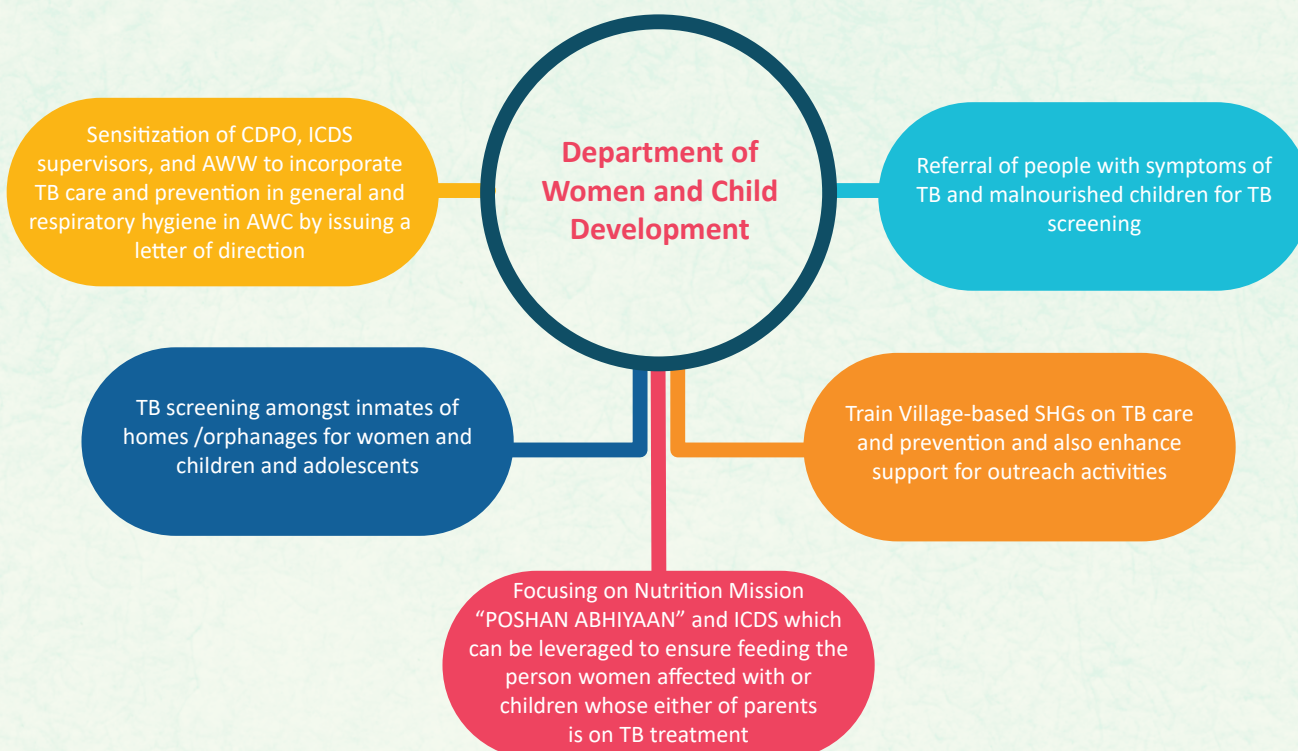 Department of
Women and Child
Development
Sensitization of CDPO, ICDS
supervisors, and AWW to incorporate
TB care and prevention in general and
respiratory hygiene in AWC by issuing a
letter of direction
Referral of people with symptoms of
TB and malnourished children for TB
screening
TB screening amongst inmates of
homes /orphanages for women and
children and adolescents
Train Village-based SHGs on TB care
and prevention and also enhance
support for outreach activities
Focusing on Nutrition Mission
“POSHAN ABHIYAAN” and ICDS which
can be leveraged to ensure feeding the
person women affected with or
children whose either of parents
is on TB treatment